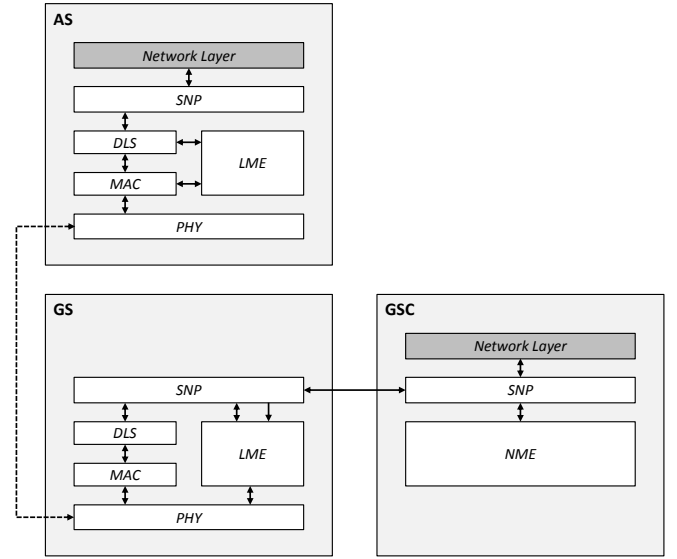 AS
Network Layer
SNP
DLS
LME
MAC
PHY
GS
SNP
DLS
LME
MAC
PHY
GSC
Network Layer
SNP
NME